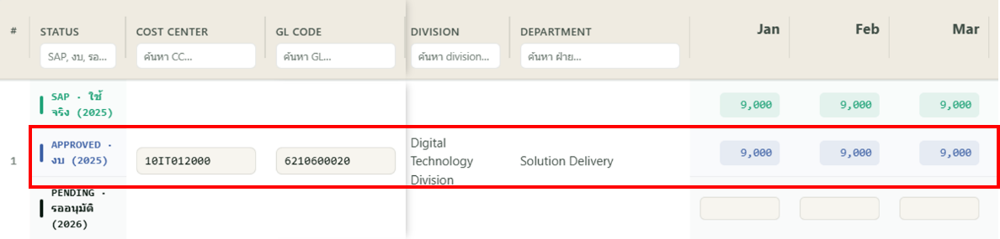 # STATUS COST CENTER GL CODE DIVISION DEPARTMENT Jan Feb Mar
SAP, งบ, รอ... ค้นหา CC... ค้นหา GL... ค้นหา division... ค้นหา ฝ่าย...
SAP · ใช้
จริง (2025)
9,000 9,000 9,000
1
APPROVED ·
งบ (2025)
10IT012000
6210600020
Digital
Technology
Division
Solution Delivery
9,000 9,000 9,000
PENDING ·
รออนุมัติ
(2026)